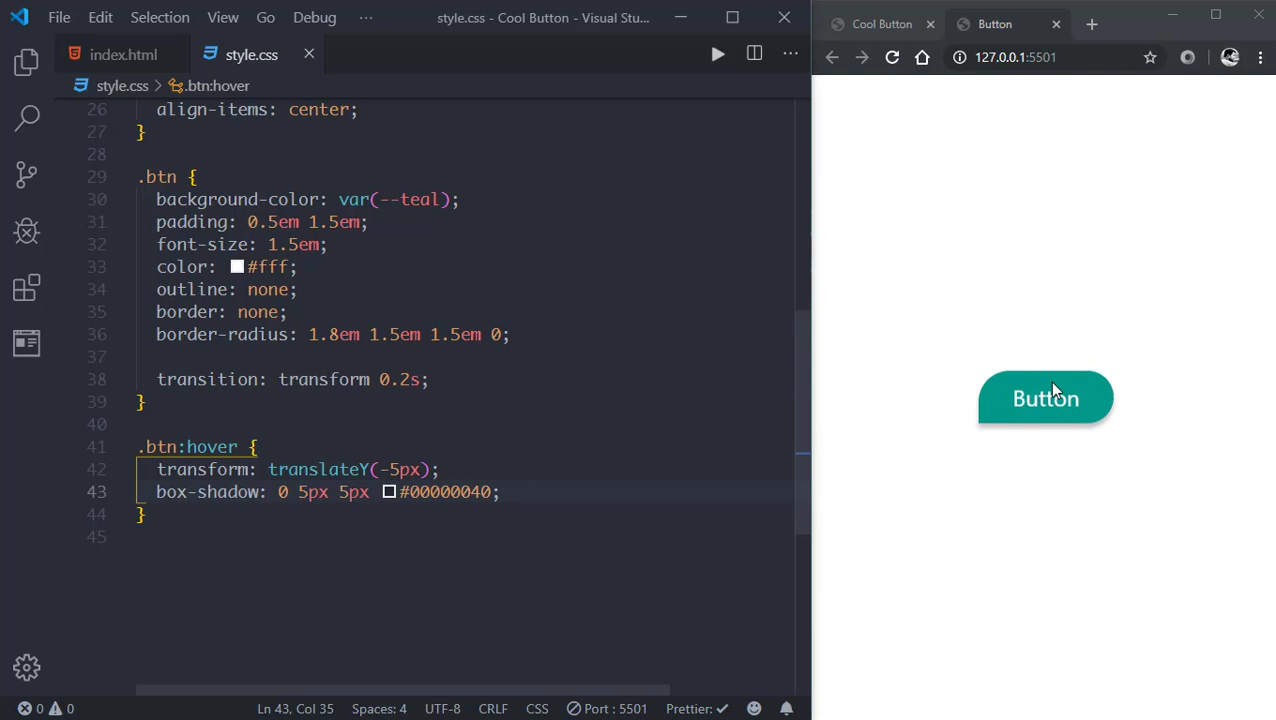 File Edit Selection View Go Debug ··· style.css - Cool Button - Visual Stu...
Cool Button Button
index.html style.css
127.0.0.1:5501
style.css > .btn:hover
26 align-items: center;
27 }
28
29 .btn {
30 background-color: var(--teal);
31 padding: 0.5em 1.5em;
32 font-size: 1.5em;
33 color: #fff;
34 outline: none;
35 border: none;
36 border-radius: 1.8em 1.5em 1.5em 0;
37
38 transition: transform 0.2s;
39 }
40
41 .btn:hover {
42 transform: translateY(-5px);
43 box-shadow: 0 5px 5px #00000040;
44 }
45
Button
0 0 Ln 43, Col 35 Spaces: 4 UTF-8 CRLF CSS Port : 5501 Prettier: ✓